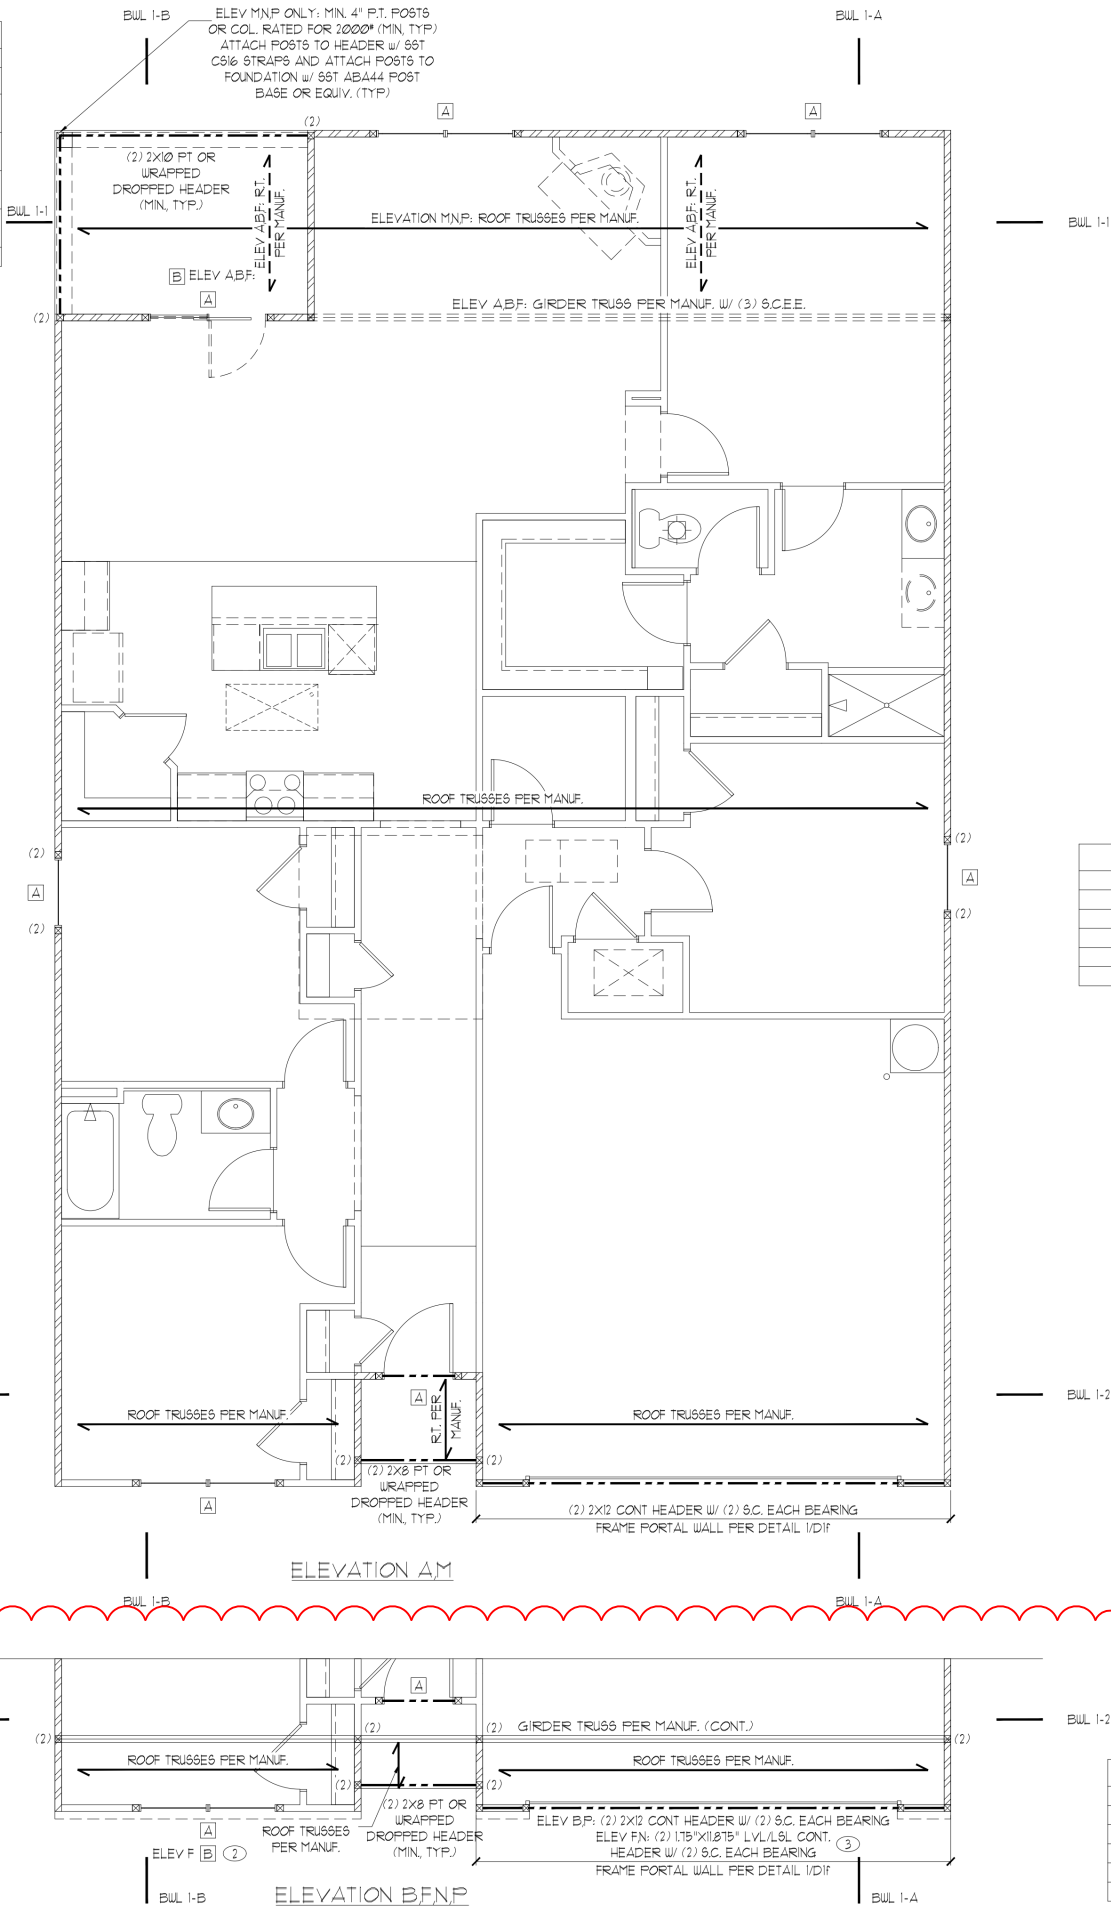 BWL 1-B
ELEV M,N,P ONLY: MIN. 4" P.T. POSTS
OR COL. RATED FOR 2000# (MIN, TYP)
ATTACH POSTS TO HEADER W/ SST
CS16 STRAPS AND ATTACH POSTS TO
FOUNDATION W/ SST ABA44 POST
BASE OR EQUIV. (TYP)
BWL 1-A
A
A
(2)
(2) 2X10 PT OR
WRAPPED
DROPPED HEADER
(MIN., TYP.)
ELEV A,B,F: R.T.
PER MANUF.
ELEV A,B,F: R.T.
PER MANUF.
BWL 1-1
ELEVATION M,N,P: ROOF TRUSSES PER MANUF.
BWL 1-1
B ELEV A,B,F:
A
ELEV A,B,F: GIRDER TRUSS PER MANUF. W/ (3) S.C.E.E.
(2)
ROOF TRUSSES PER MANUF.
(2)
(2)
A
A
(2)
(2)
BWL 1-2
A
R.T. PER
MANUF.
ROOF TRUSSES PER MANUF.
ROOF TRUSSES PER MANUF.
(2)
(2)
(2) 2X8 PT OR
WRAPPED
DROPPED HEADER
(MIN., TYP.)
A
(2) 2X12 CONT HEADER W/ (2) S.C. EACH BEARING
FRAME PORTAL WALL PER DETAIL 1/D1f
ELEVATION A,M
BWL 1-B
BWL 1-A
A
BWL 1-2
(2)
(2)
(2)
GIRDER TRUSS PER MANUF. (CONT.)
(2)
ROOF TRUSSES PER MANUF.
ROOF TRUSSES PER MANUF.
(2)
(2)
(2) 2X8 PT OR
WRAPPED
DROPPED HEADER
(MIN., TYP.)
ROOF TRUSSES
PER MANUF.
A
ELEV F B 2
ELEV B,P: (2) 2X12 CONT HEADER W/ (2) S.C. EACH BEARING
ELEV F,N: (2) 1.75"X11.875" LVL/LSL CONT.
HEADER W/ (2) S.C. EACH BEARING
3
FRAME PORTAL WALL PER DETAIL 1/D1f
BWL 1-B
ELEVATION B,F,N,P
BWL 1-A